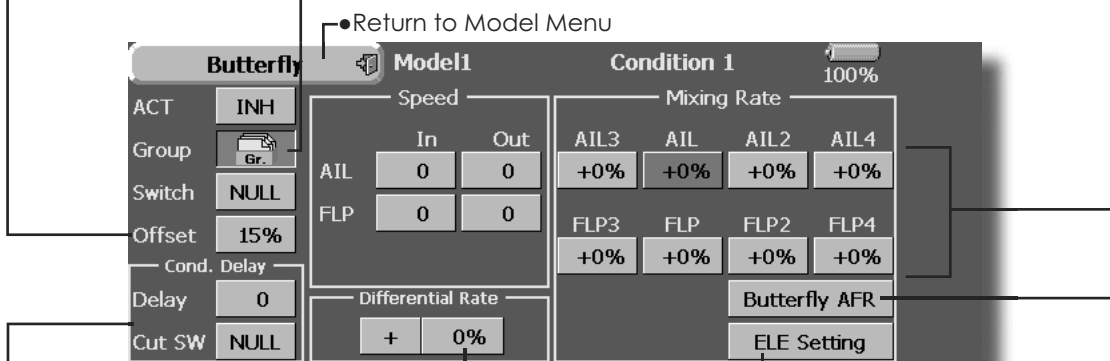 ●Return to Model Menu
Butterfly Model1 Condition 1 100%
ACT INH
Group Gr.
Switch NULL
Offset 15%
Cond. Delay
Delay 0
Cut SW NULL
Speed
In Out
AIL 0 0
FLP 0 0
Differential Rate
+ 0%
Mixing Rate
AIL3 AIL AIL2 AIL4
+0% +0% +0% +0%
FLP3 FLP FLP2 FLP4
+0% +0% +0% +0%
Butterfly AFR
ELE Setting